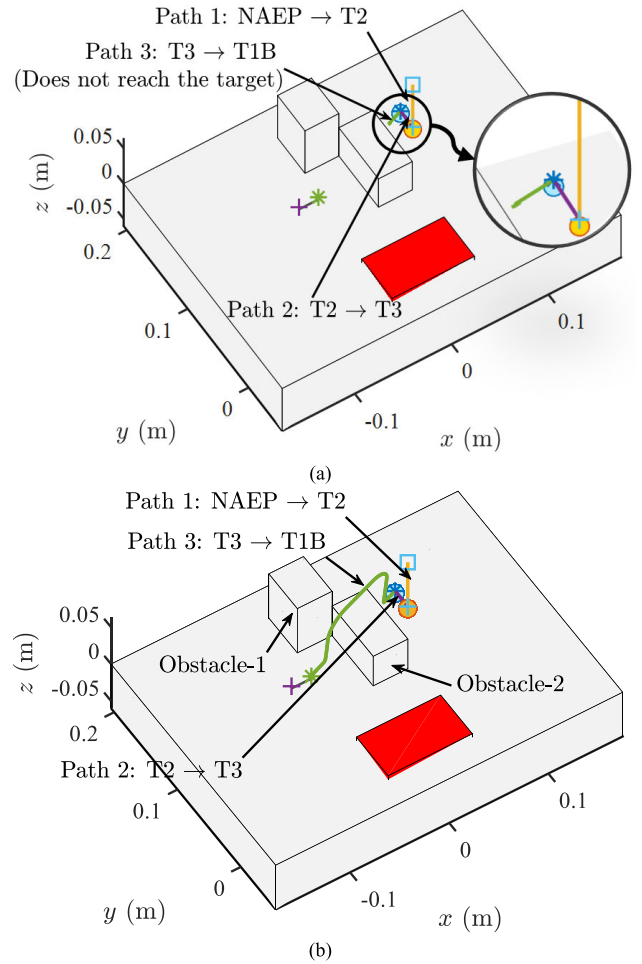 Path 1: NAEP → T2
Path 3: T3 → T1B
(Does not reach the target)
0.05
0
-0.05
z (m)
0.2
0.1
0
y (m)
Path 2: T2 → T3
-0.1
0
0.1
x (m)
(a)
Path 1: NAEP → T2
Path 3: T3 → T1B
0.05
0
-0.05
z (m)
Obstacle-1
Obstacle-2
0.2
Path 2: T2 → T3
0.1
0
y (m)
-0.1
0
0.1
x (m)
(b)